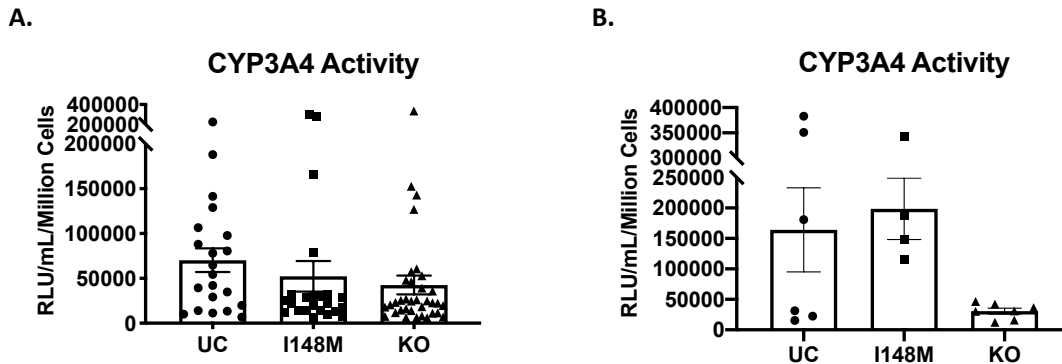 A.
CYP3A4 Activity
RLU/mL/Million Cells
400000
200000
200000
150000
100000
50000
0
UC I148M KO
B.
CYP3A4 Activity
RLU/mL/Million Cells
400000
350000
300000
250000
200000
150000
100000
50000
0
UC I148M KO